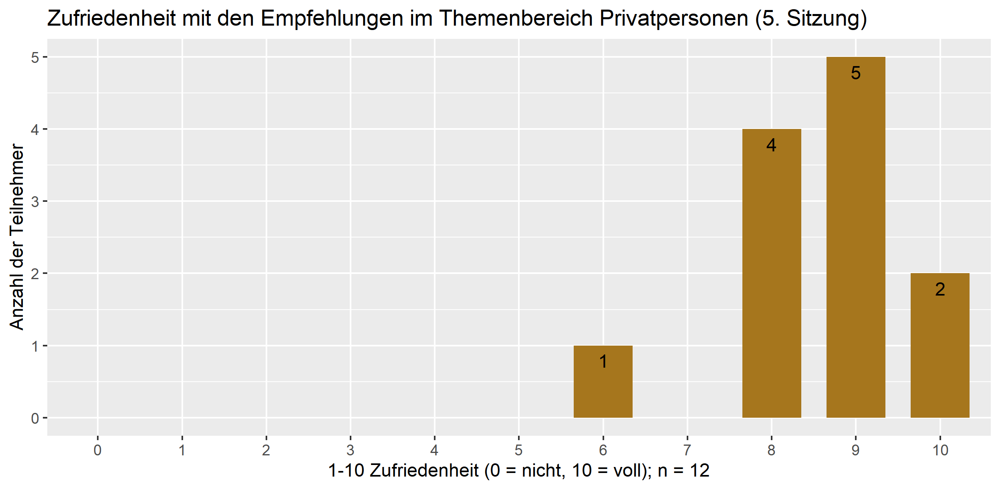 Zufriedenheit mit den Empfehlungen im Themenbereich Privatpersonen (5. Sitzung)
Anzahl der Teilnehmer
5
4
3
2
1
0
1
4
5
2
0 1 2 3 4 5 6 7 8 9 10
1-10 Zufriedenheit (0 = nicht, 10 = voll); n = 12